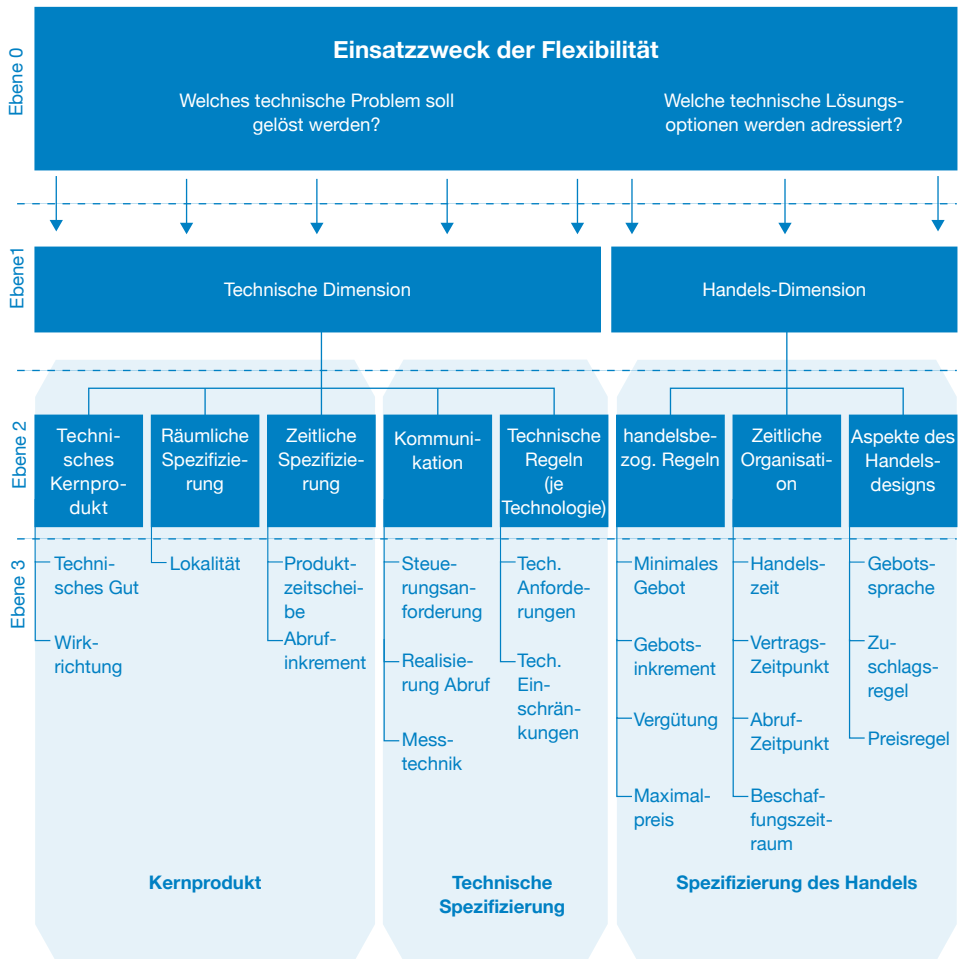 Ebene 0
Einsatzzweck der Flexibilität
Welches technische Problem soll
gelöst werden?
Welche technische Lösungs-
optionen werden adressiert?
Ebene1
Technische Dimension
Handels-Dimension
Ebene 2
Techni-
sches
Kernpro-
dukt
Räumliche
Spezifizie-
rung
Zeitliche
Spezifizie-
rung
Kommuni-
kation
Technische
Regeln
(je
Technologie)
handelsbe-
zog. Regeln
Zeitliche
Organisati-
on
Aspekte des
Handels-
designs
Ebene 3
Techni-
sches Gut
Wirk-
richtung
Lokalität
Produkt-
zeitschei-
be
Abruf-
inkrement
Steue-
rungsan-
forderung
Realisie-
rung Abruf
Mess-
technik
Tech.
Anforde-
rungen
Tech.
Ein-
schrän-
kungen
Minimales
Gebot
Gebots-
inkrement
Vergütung
Maximal-
preis
Handels-
zeit
Vertrags-
Zeitpunkt
Abruf-
Zeitpunkt
Beschaf-
fungszeit-
raum
Gebots-
sprache
Zu-
schlags-
regel
Preisregel
Kernprodukt
Technische
Spezifizierung
Spezifizierung des Handels